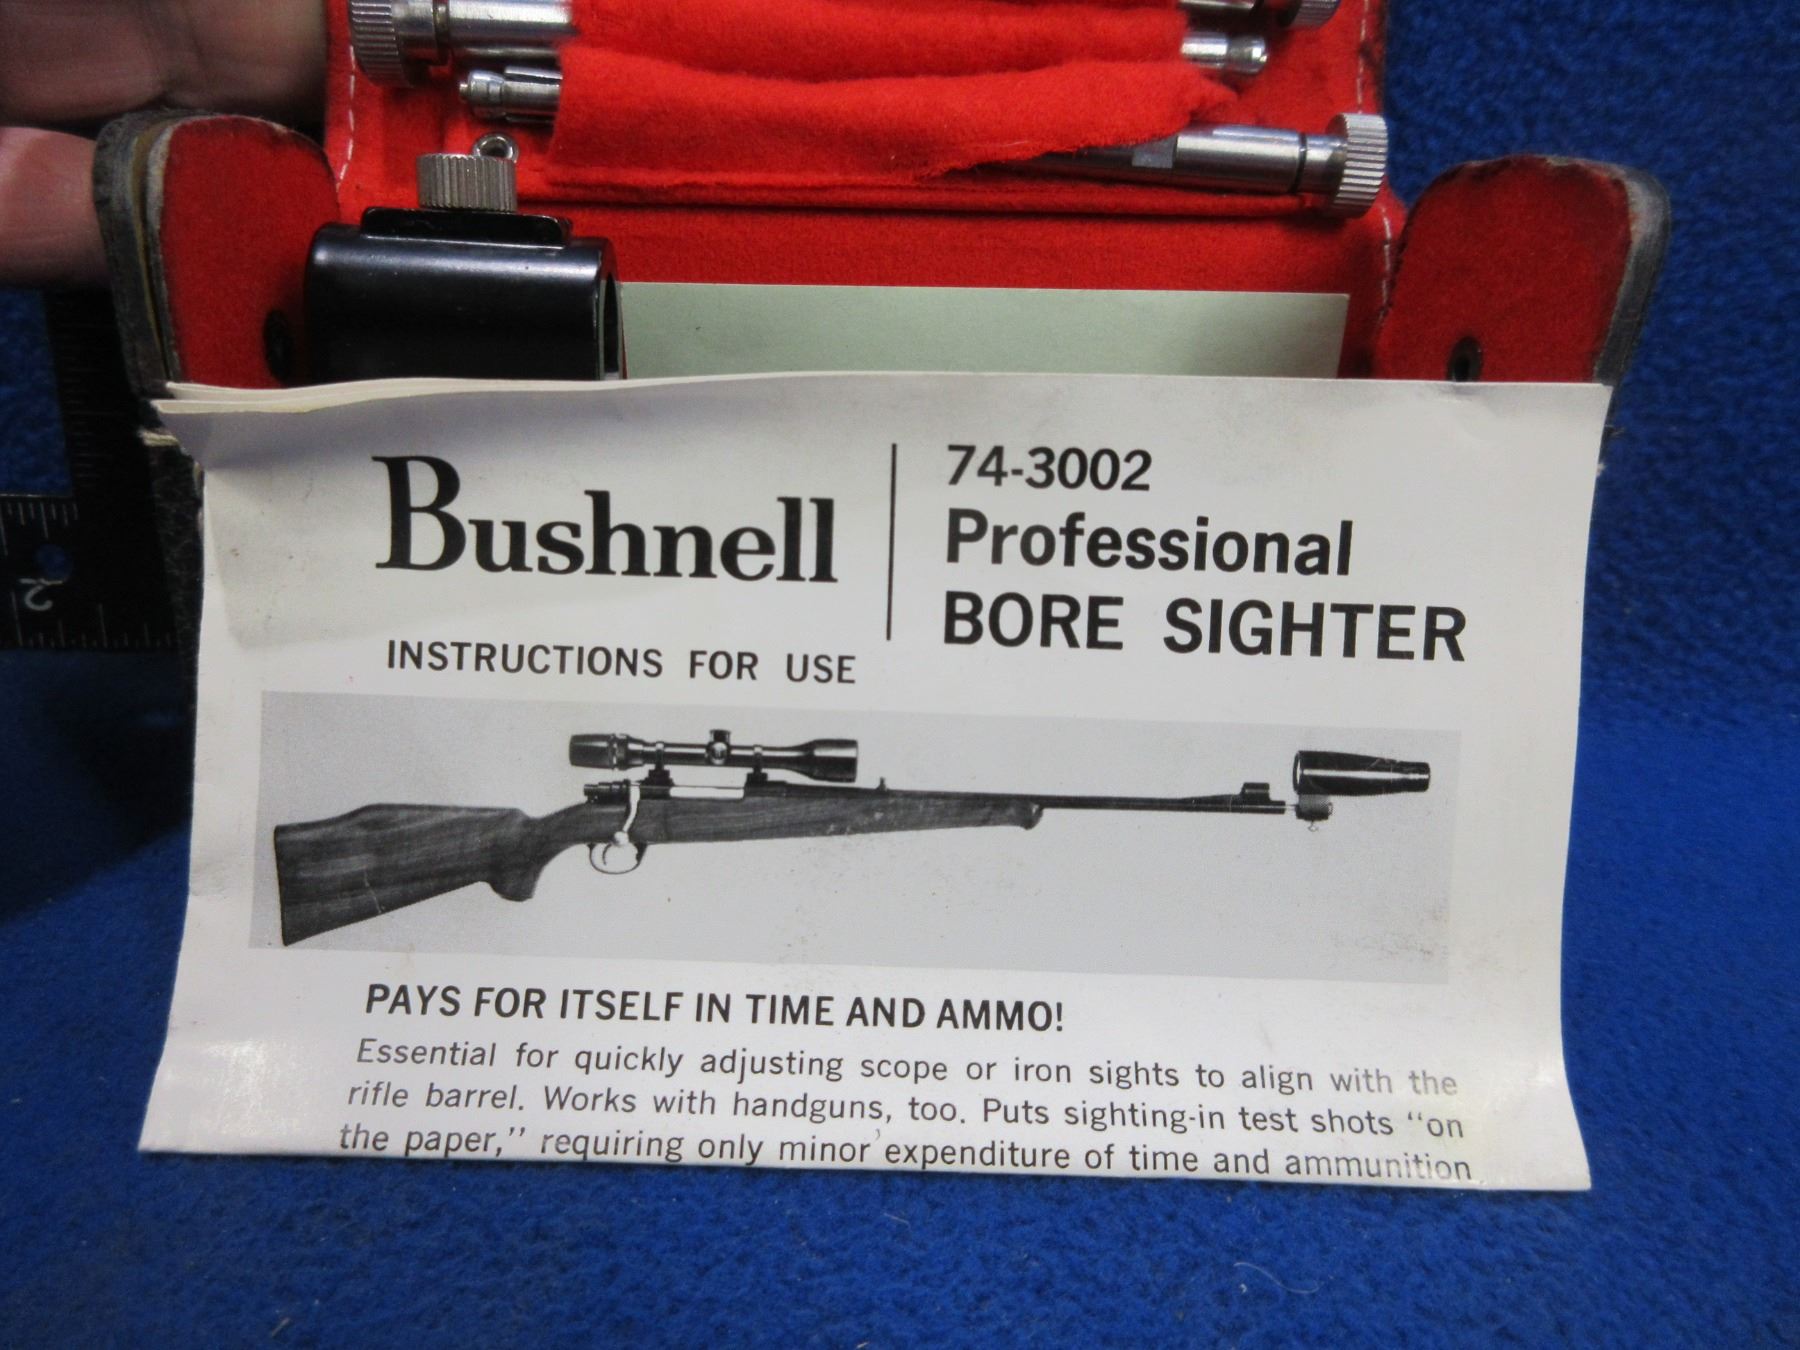 Bushnell
INSTRUCTIONS FOR USE
74-3002
Professional
BORE SIGHTER
PAYS FOR ITSELF IN TIME AND AMMO!
Essential for quickly adjusting scope or iron sights to align with the
rifle barrel. Works with handguns, too. Puts sighting-in test shots “on
the paper,” requiring only minor expenditure of time and ammunition
2